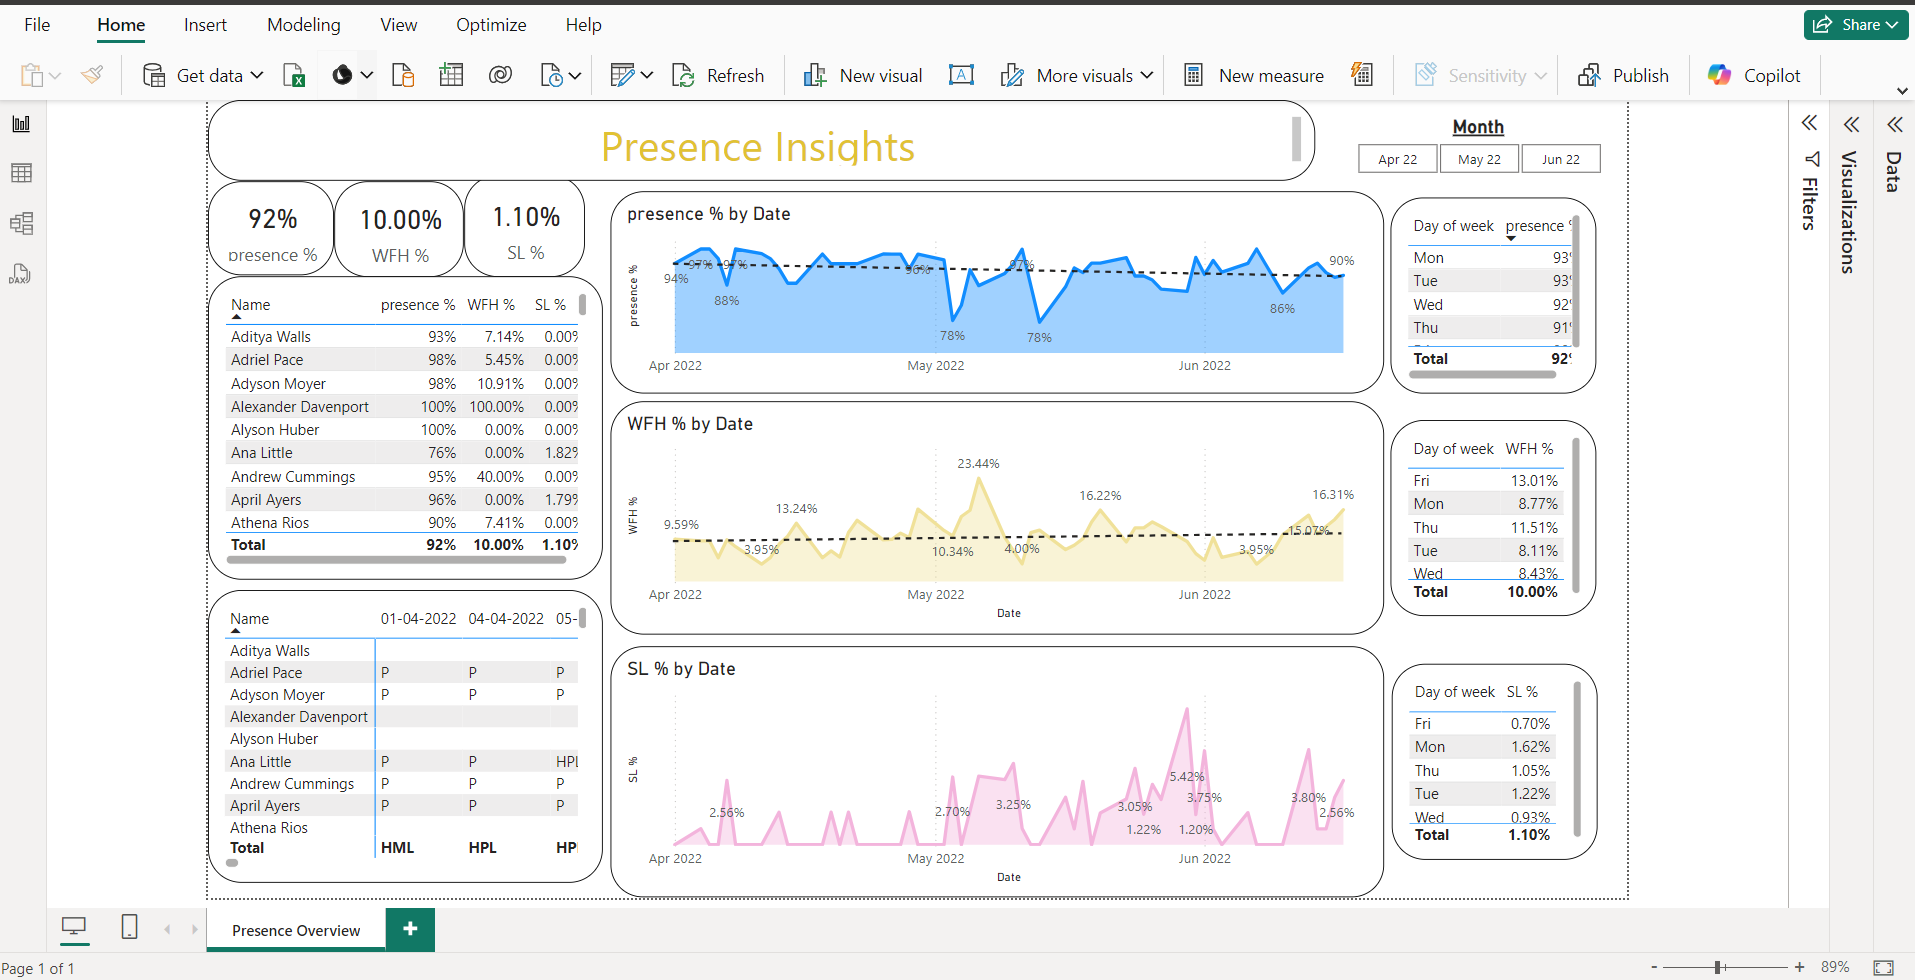 File Home Insert Modeling View Optimize Help Share
Get data Refresh New visual A More visuals New measure Sensitivity Publish Copilot
Presence Insights
Month
Apr 22 May 22 Jun 22
Filters
Visualizations
Data
DAX
92%
presence %
10.00%
WFH %
1.10%
SL %
Name presence % WFH % SL %
Aditya Walls 93% 7.14% 0.00%
Adriel Pace 98% 5.45% 0.00%
Adyson Moyer 98% 10.91% 0.00%
Alexander Davenport 100% 100.00% 0.00%
Alyson Huber 100% 0.00% 0.00%
Ana Little 76% 0.00% 1.82%
Andrew Cummings 95% 40.00% 0.00%
April Ayers 96% 0.00% 1.79%
Athena Rios 90% 7.41% 0.00%
Total 92% 10.00% 1.10%
Name 01-04-2022 04-04-2022 05-
Aditya Walls
Adriel Pace P P P
Adyson Moyer P P P
Alexander Davenport
Alyson Huber
Ana Little P P HPL
Andrew Cummings P P P
April Ayers P P P
Athena Rios
Total HML HPL HP
presence % by Date
presence %
94% 97% 97% 88% 96% 78% 97% 78% 86% 90%
Apr 2022 May 2022 Jun 2022
WFH % by Date
WFH %
9.59% 3.95% 13.24% 10.34% 23.44% 4.00% 16.22% 3.95% 15.07% 16.31%
Apr 2022 May 2022 Jun 2022
Date
SL % by Date
SL %
2.56% 2.70% 3.25% 3.05% 1.22% 5.42% 3.75% 1.20% 3.80% 2.56%
Apr 2022 May 2022 Jun 2022
Date
Day of week presence %
Mon 93%
Tue 93%
Wed 92%
Thu 91%
Total 92%
Day of week WFH %
Fri 13.01%
Mon 8.77%
Thu 11.51%
Tue 8.11%
Wed 8.43%
Total 10.00%
Day of week SL %
Fri 0.70%
Mon 1.62%
Thu 1.05%
Tue 1.22%
Wed 0.93%
Total 1.10%
Presence Overview +
Page 1 of 1
- + 89%